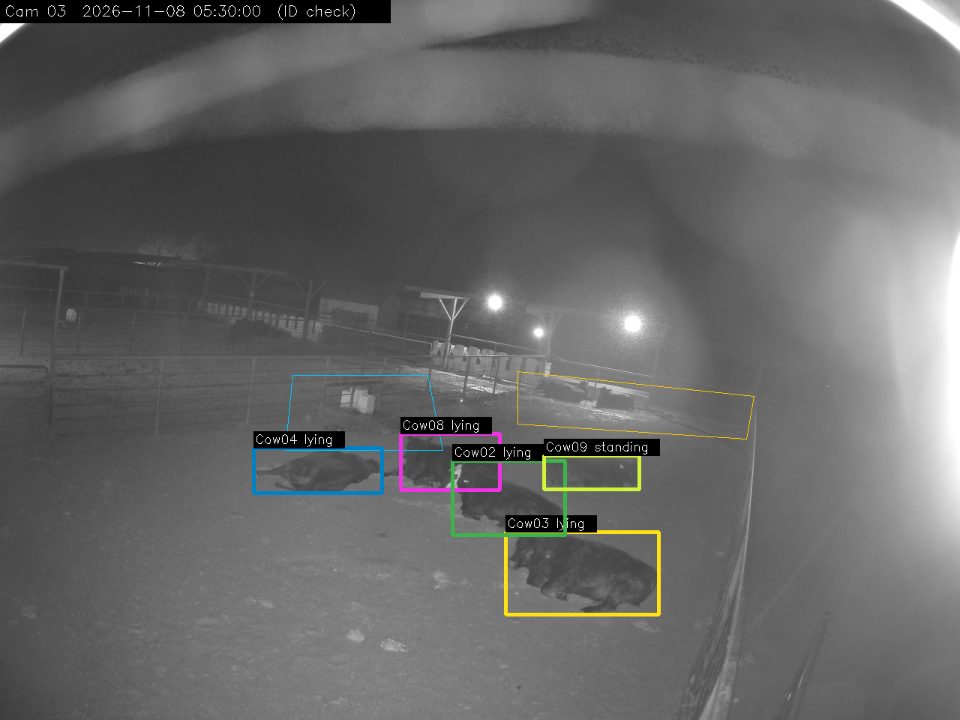 Cam 03  2026-11-08 05:30:00  (ID check)
Cow08 lying
Cow04 lying
Cow02 lying
Cow09 standing
Cow03 lying